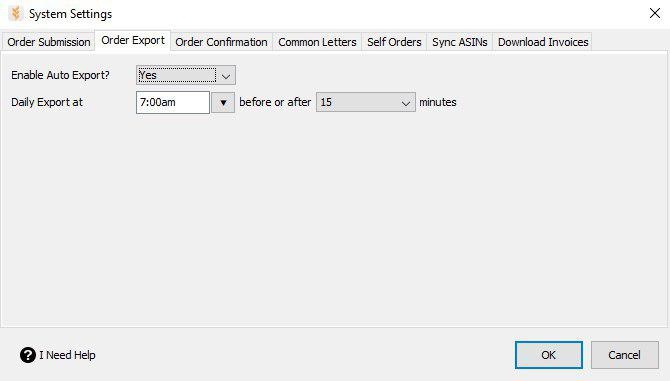 System Settings
Order Submission Order Export Order Confirmation Common Letters Self Orders Sync ASINs Download Invoices
Enable Auto Export? Yes
Daily Export at 7:00am before or after 15 minutes
I Need Help OK Cancel